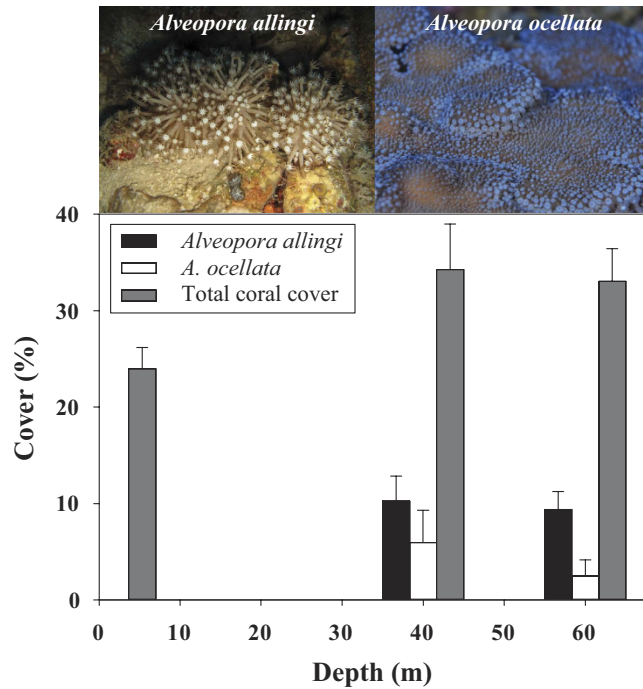 Alveopora allingi Alveopora ocellata
40
Alveopora allingi
A. ocellata
Total coral cover
30
20
10
0
Cover (%)
0 10 20 30 40 50 60
Depth (m)